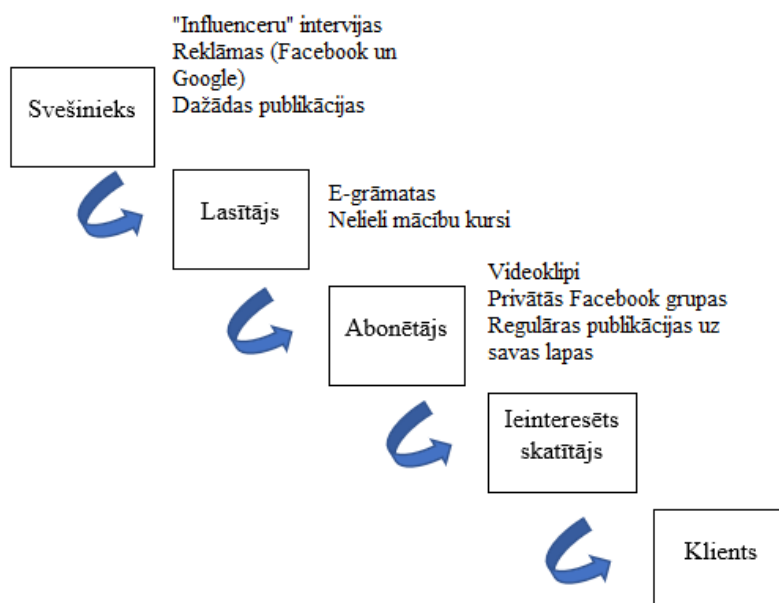 "Influenceru" intervijas
Reklāmas (Facebook un
Google)
Dažādas publikācijas
Svešinieks
Lasītājs
E-grāmatas
Nelieli mācību kursi
Videoklipi
Privātās Facebook grupas
Regulāras publikācijas uz
savas lapas
Abonētājs
Ieinteresēts
skatītājs
Klients